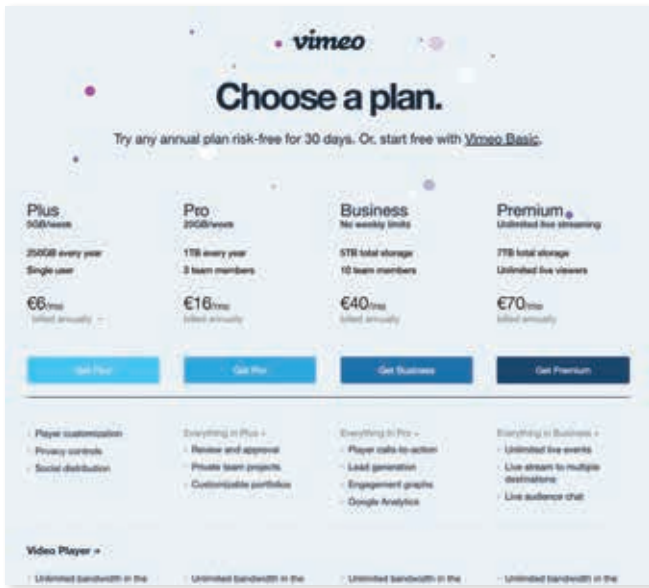 vimeo
Choose a plan.
Try any annual plan risk-free for 30 days. Or, start free with Vimeo Basic.
Plus
5GB/week
250GB every year
Single user
€6/mo
billed annually
Get Plus
Pro
20GB/week
1TB every year
3 team members
€16/mo
billed annually
Get Pro
Business
No weekly limits
5TB total storage
10 team members
€40/mo
billed annually
Get Business
Premium
Unlimited live streaming
7TB total storage
Unlimited live viewers
€70/mo
billed annually
Get Premium
Player customization
Privacy controls
Social distribution
Everything in Plus +
Review and approval
Private team projects
Customizable portfolios
Everything in Pro +
Player calls-to-action
Lead generation
Engagement graphs
Google Analytics
Everything in Business +
Unlimited live events
Live stream to multiple
destinations
Live audience chat
Video Player
Unlimited bandwidth in the
Unlimited bandwidth in the
Unlimited bandwidth in the
Unlimited bandwidth in the